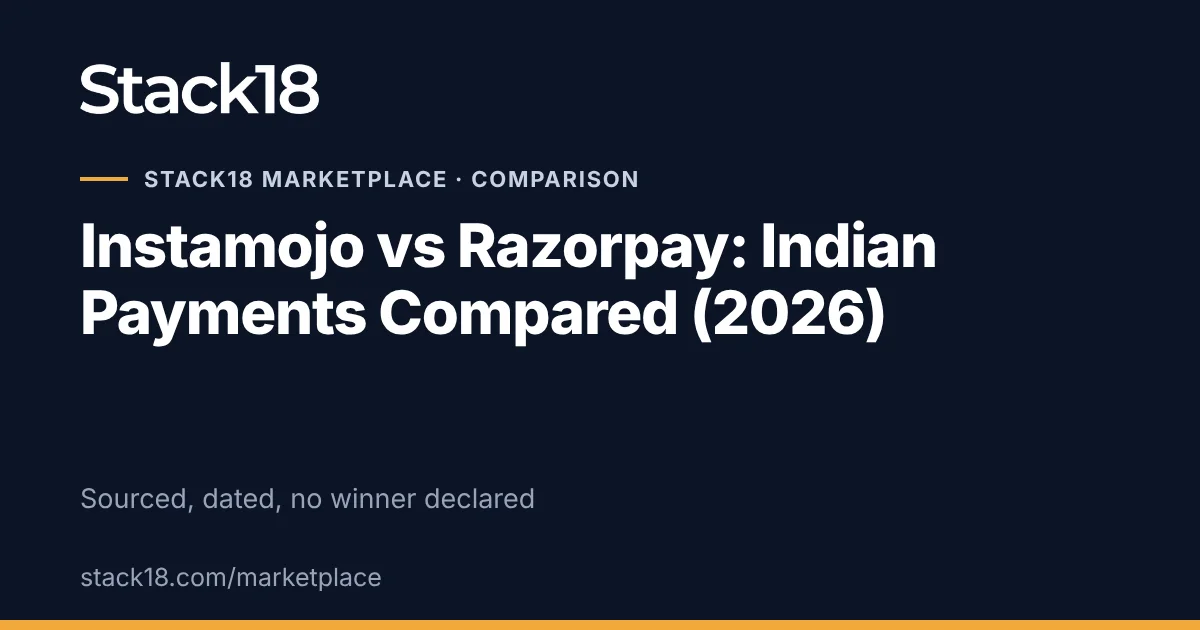 Stack18
STACK18 MARKETPLACE · COMPARISON
Instamojo vs Razorpay: Indian
Payments Compared (2026)
Sourced, dated, no winner declared
stack18.com/marketplace